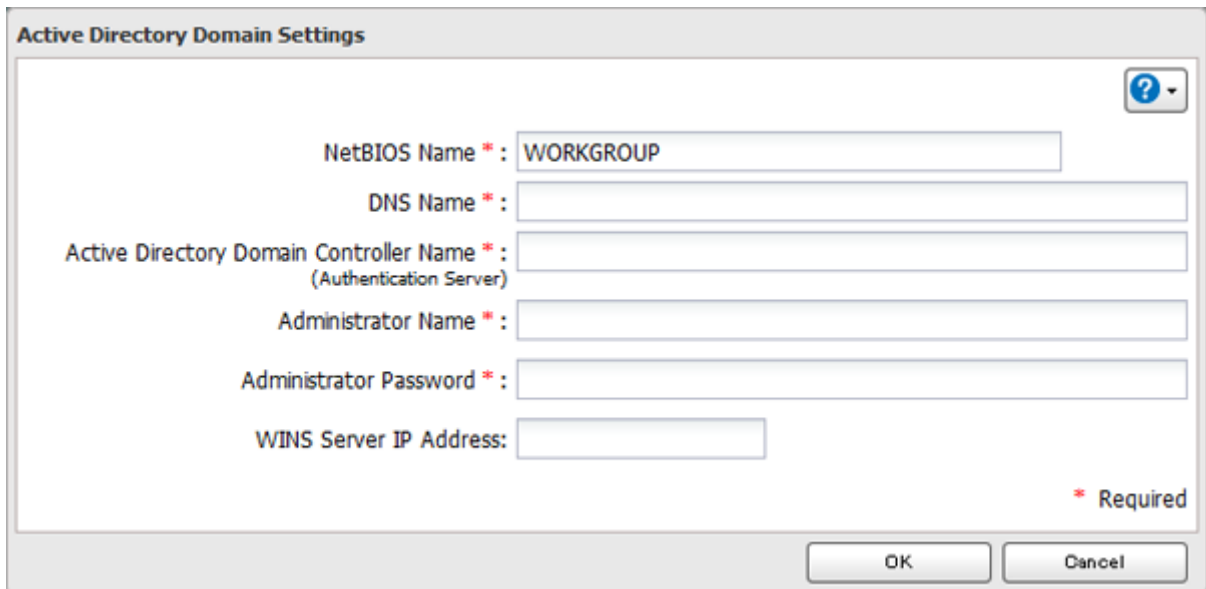 Active Directory Domain Settings
?
NetBIOS Name * : WORKGROUP
DNS Name * :
Active Directory Domain Controller Name * :
(Authentication Server)
Administrator Name * :
Administrator Password * :
WINS Server IP Address:
* Required
OK Cancel